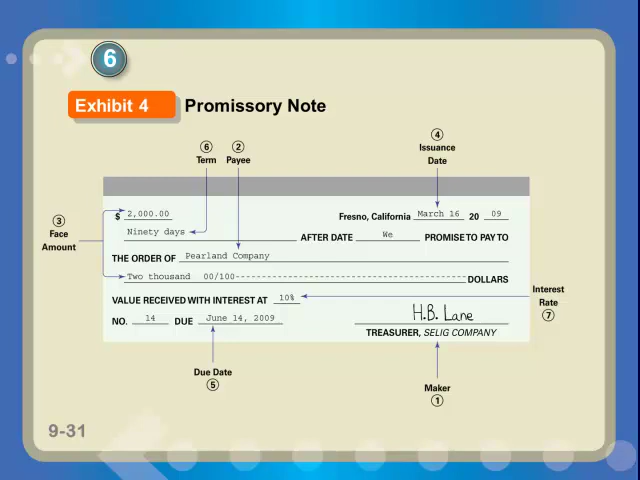 6
Exhibit 4 Promissory Note
4
Issuance
Date
6 2
Term Payee
3
Face
Amount
$ 2,000.00 Fresno, California March 16 20 09
Ninety days AFTER DATE We PROMISE TO PAY TO
THE ORDER OF Pearland Company
Two thousand 00/100------------------------------------------ DOLLARS
VALUE RECEIVED WITH INTEREST AT 10%
NO. 14 DUE June 14, 2009 H.B. Lane
TREASURER, SELIG COMPANY
Interest
Rate
7
Due Date
5
Maker
1
9-31